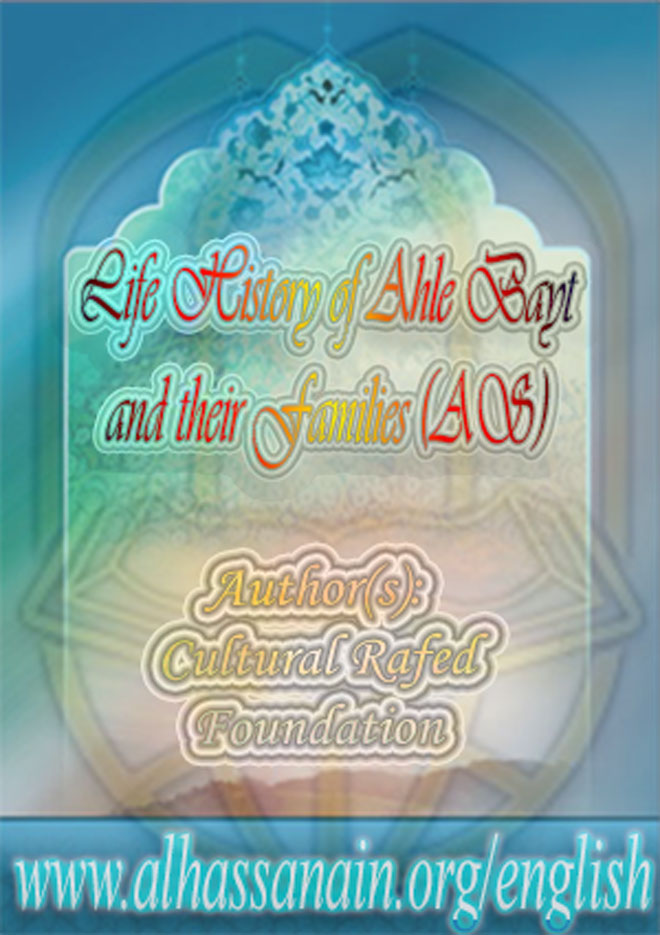 Life History of Ahle Bayt
and their Families (AS)
Author(s):
Cultural Rafed
Foundation
www.alhassanain.org/english